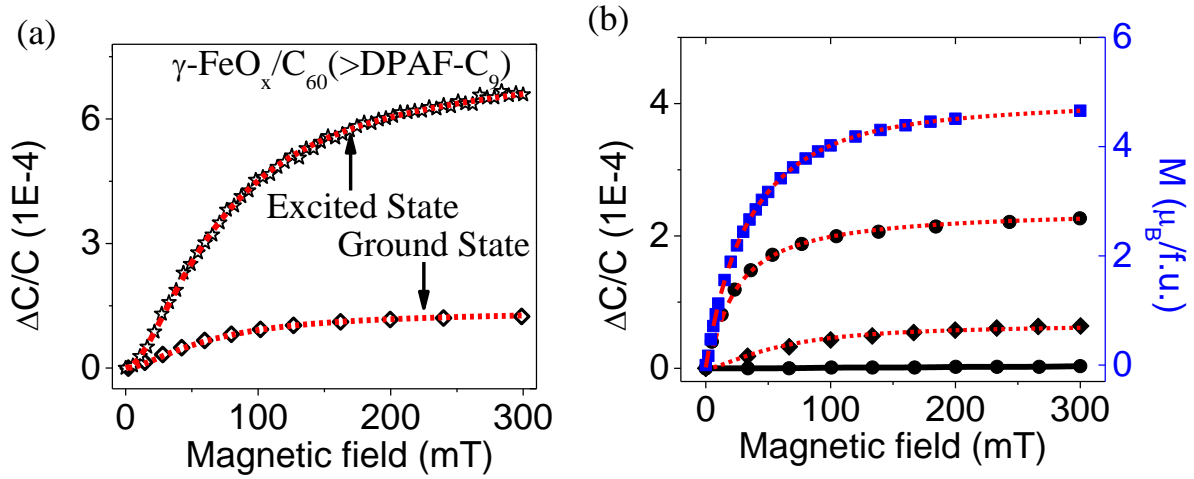 (a)
γ-FeOx/C60(>DPAF-C9)
Excited State
Ground State
ΔC/C (1E-4)
6
3
0
0 100 200 300
Magnetic field (mT)
(b)
ΔC/C (1E-4)
4
2
0
0 100 200 300
Magnetic field (mT)
6
4
2
0
M (μB/f.u.)